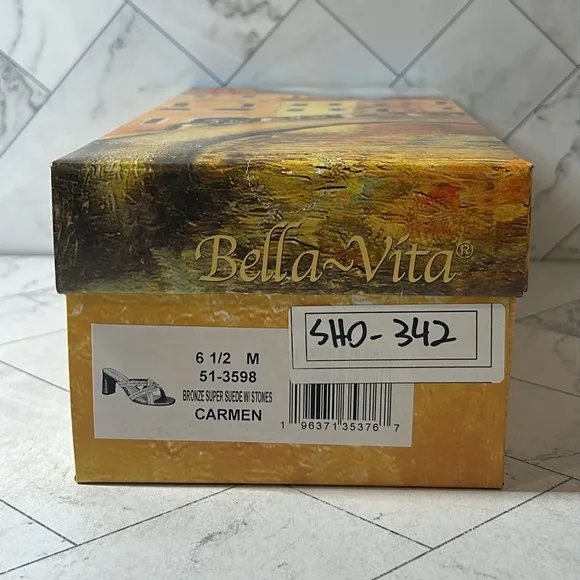 Bella~Vita®
SHO-342
6 1/2 M
51-3598
BRONZE SUPER SUEDE W/ STONES
CARMEN
1 96371 35376 7